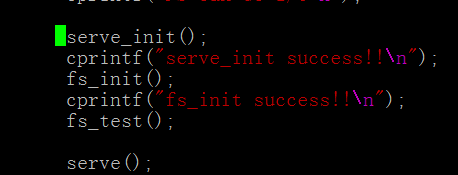 serve_init();
cprintf("serve_init success!!\n");
fs_init();
cprintf("fs_init success!!\n");
fs_test();
serve();